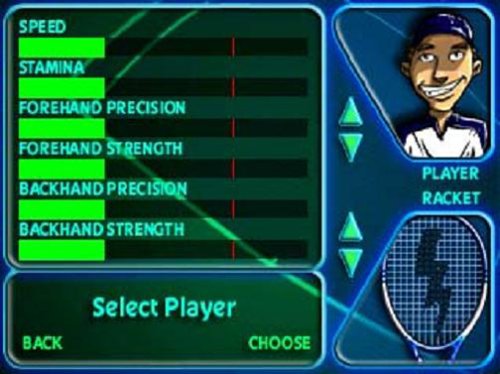 SPEED
STAMINA
FOREHAND PRECISION
FOREHAND STRENGTH
BACKHAND PRECISION
BACKHAND STRENGTH
PLAYER
RACKET
Select Player
BACK
CHOOSE